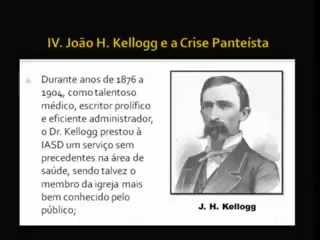 IV. João H. Kellogg e a Crise Panteísta
a. Durante anos de 1876 a
1904, como talentoso
médico, escritor prolífico
e eficiente administrador,
o Dr. Kellogg prestou à
IASD um serviço sem
precedentes na área de
saúde, sendo talvez o
membro da igreja mais
bem conhecido pelo
público;
J. H. Kellogg